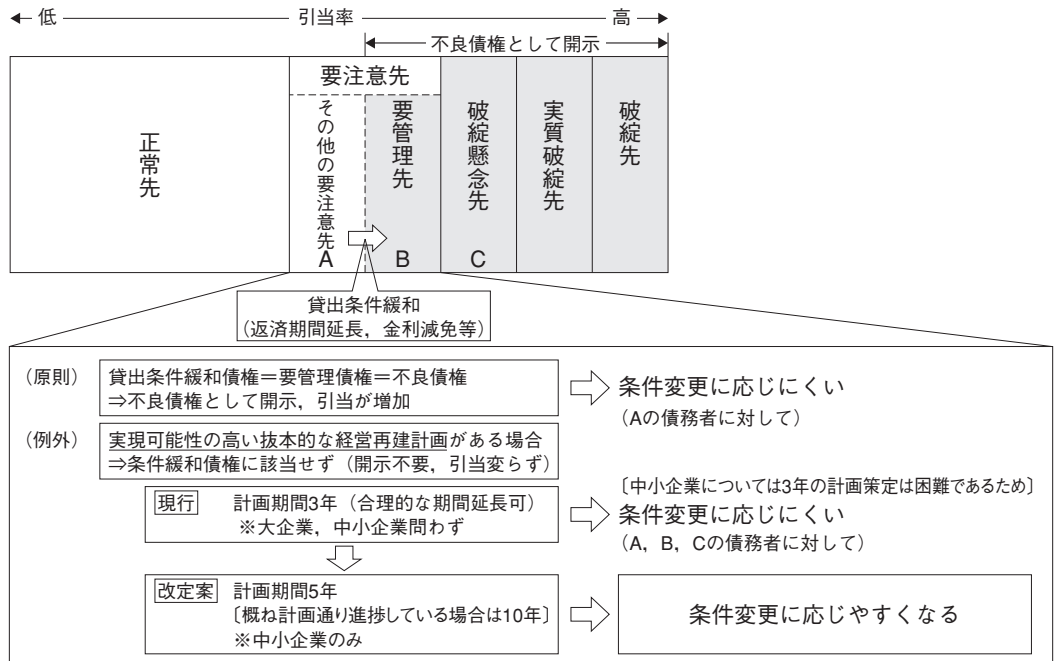 低 引当率 高
不良債権として開示
要注意先
正常先
その他の要注意先
A
要管理先
B
破綻懸念先
C
実質破綻先
破綻先
貸出条件緩和
(返済期間延長，金利減免等)
(原則) 貸出条件緩和債権＝要管理債権＝不良債権
⇒不良債権として開示，引当が増加
条件変更に応じにくい
(Aの債務者に対して)
(例外) 実現可能性の高い抜本的な経営再建計画がある場合
⇒条件緩和債権に該当せず（開示不要，引当変らず）
現行 計画期間3年（合理的な期間延長可）
※大企業，中小企業問わず
〔中小企業については3年の計画策定は困難であるため〕
条件変更に応じにくい
(A，B，Cの債務者に対して)
改定案 計画期間5年
〔概ね計画通り進捗している場合は10年〕
※中小企業のみ
条件変更に応じやすくなる